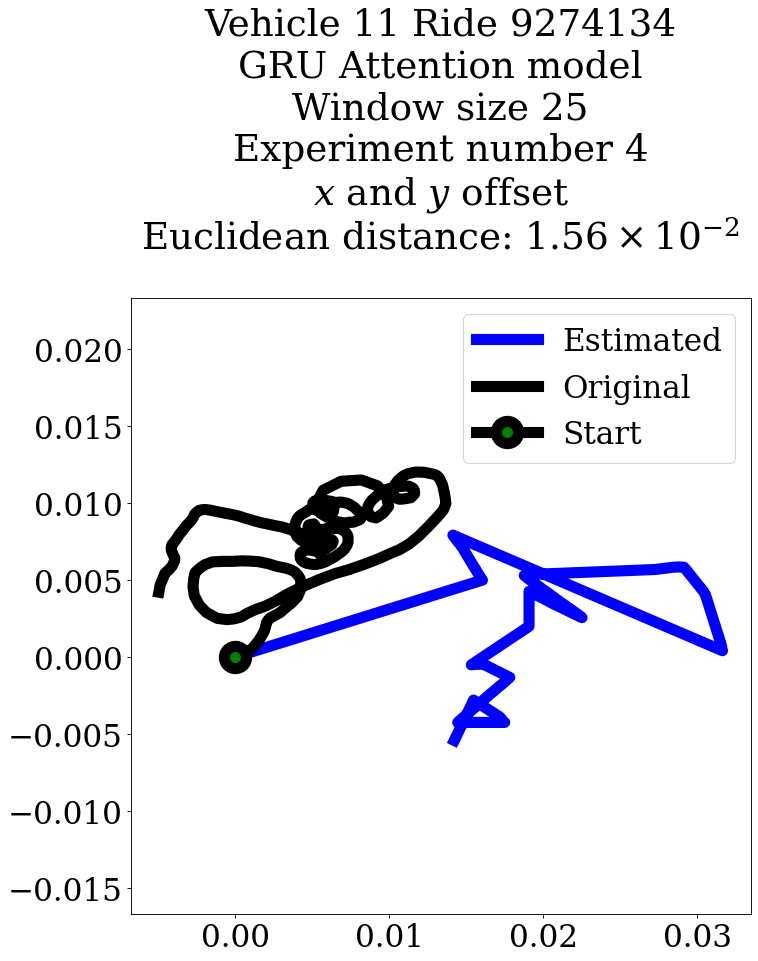 Vehicle 11 Ride 9274134
GRU Attention model
Window size 25
Experiment number 4
x and y offset
Euclidean distance: 1.56 × 10⁻²
Estimated
Original
Start
0.020
0.015
0.010
0.005
0.000
−0.005
−0.010
−0.015
0.00 0.01 0.02 0.03